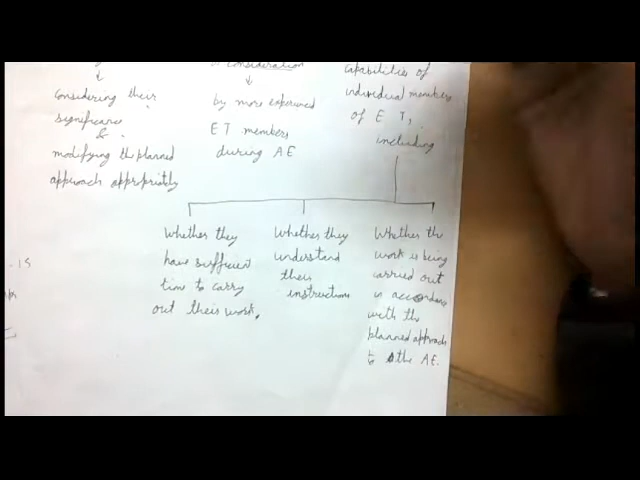 consideration
capabilities of
individual members
of E T,
including
considering their
significance
&
modifying the planned
approach appropriately
by more experienced
E T members
during AE
Whether they
have sufficient
time to carry
out their work.
Whether they
understand
their
instructions
Whether the
work is being
carried out
in accordance
with the
planned approach
to the AE.